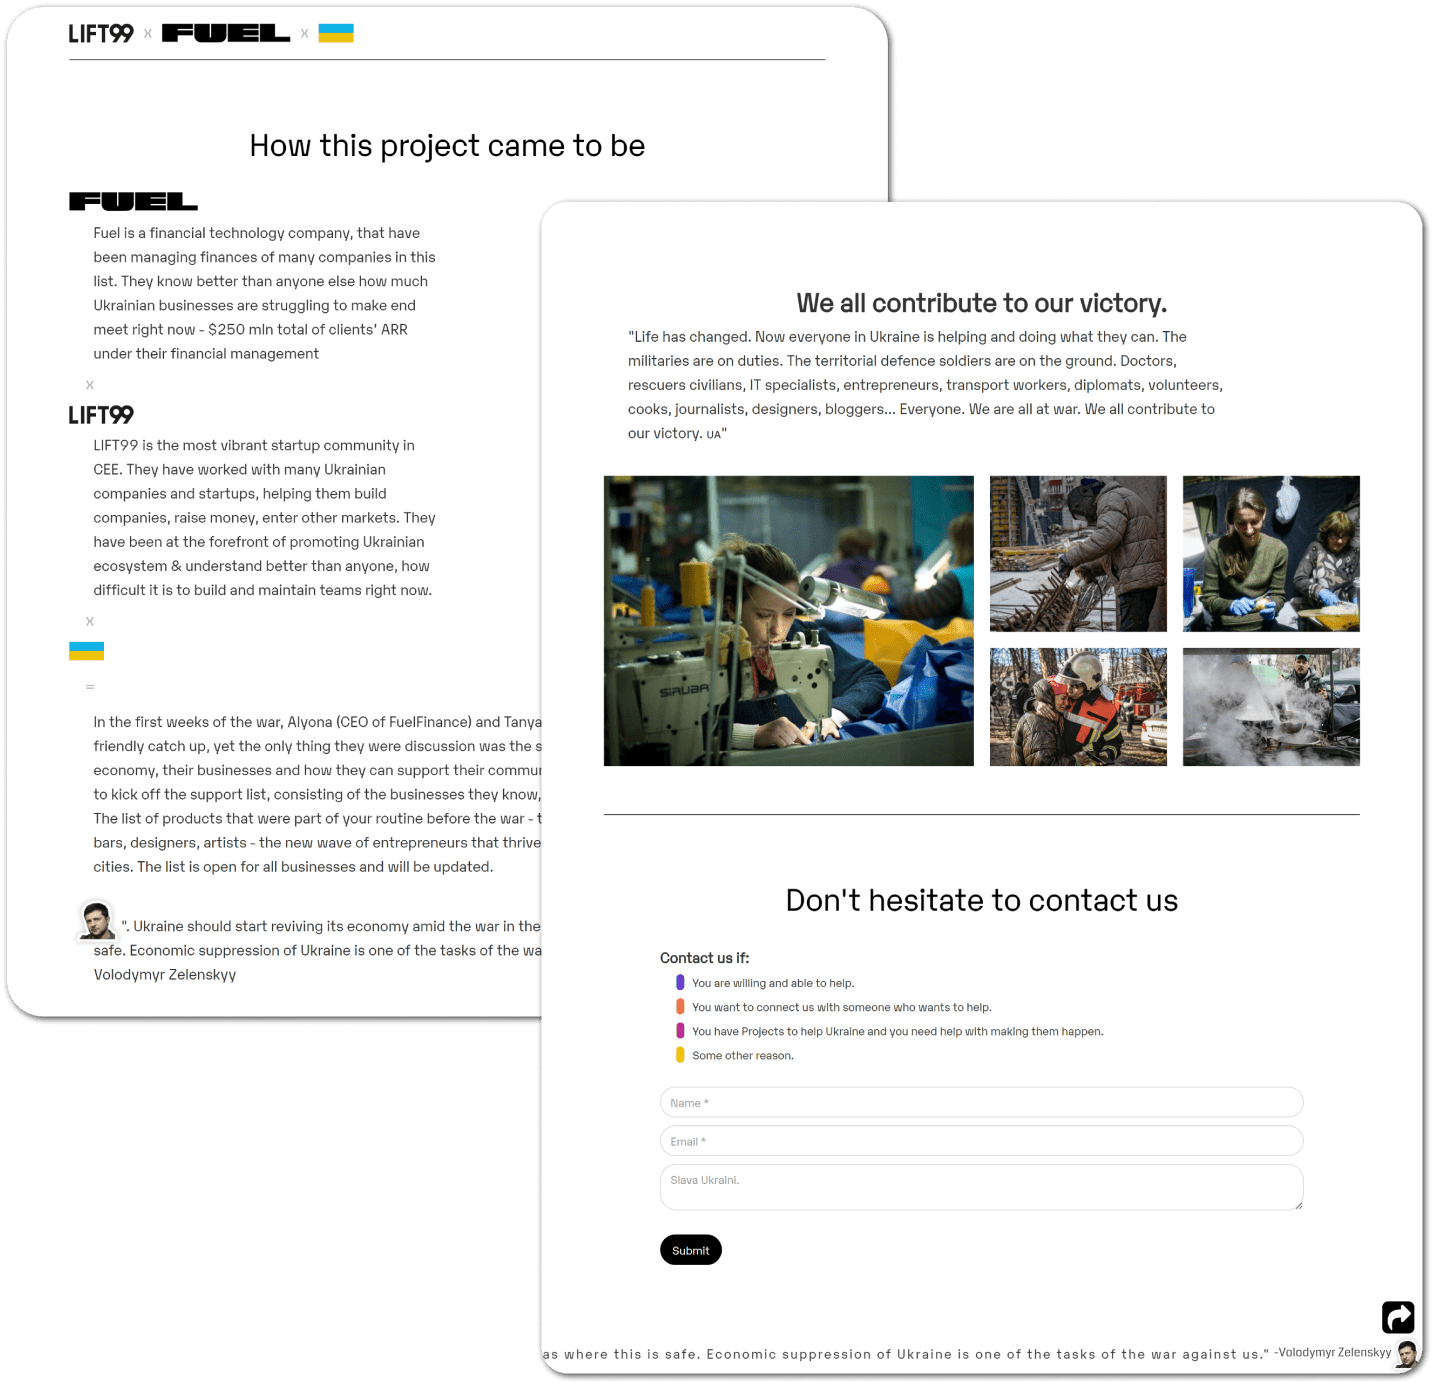 LIFT99 x FUEL x
How this project came to be
FUEL
Fuel is a financial technology company, that have
been managing finances of many companies in this
list. They know better than anyone else how much
Ukrainian businesses are struggling to make end
meet right now - $250 mln total of clients’ ARR
under their financial management
x
LIFT99
LIFT99 is the most vibrant startup community in
CEE. They have worked with many Ukrainian
companies and startups, helping them build
companies, raise money, enter other markets. They
have been at the forefront of promoting Ukrainian
ecosystem & understand better than anyone, how
difficult it is to build and maintain teams right now.
x
=
In the first weeks of the war, Alyona (CEO of FuelFinance) and Tanya
friendly catch up, yet the only thing they were discussion was the s
economy, their businesses and how they can support their commu
to kick off the support list, consisting of the businesses they know,
The list of products that were part of your routine before the war - t
bars, designers, artists - the new wave of entrepreneurs that thrive
cities. The list is open for all businesses and will be updated.
". Ukraine should start reviving its economy amid the war in the
safe. Economic suppression of Ukraine is one of the tasks of the wa
Volodymyr Zelenskyy
We all contribute to our victory.
"Life has changed. Now everyone in Ukraine is helping and doing what they can. The
militaries are on duties. The territorial defence soldiers are on the ground. Doctors,
rescuers civilians, IT specialists, entrepreneurs, transport workers, diplomats, volunteers,
cooks, journalists, designers, bloggers... Everyone. We are all at war. We all contribute to
our victory. UA"
SIRUBA
Don't hesitate to contact us
Contact us if:
You are willing and able to help.
You want to connect us with someone who wants to help.
You have Projects to help Ukraine and you need help with making them happen.
Some other reason.
Name *
Email *
Slava Ukraini.
Submit
as where this is safe. Economic suppression of Ukraine is one of the tasks of the war against us." -Volodymyr Zelenskyy